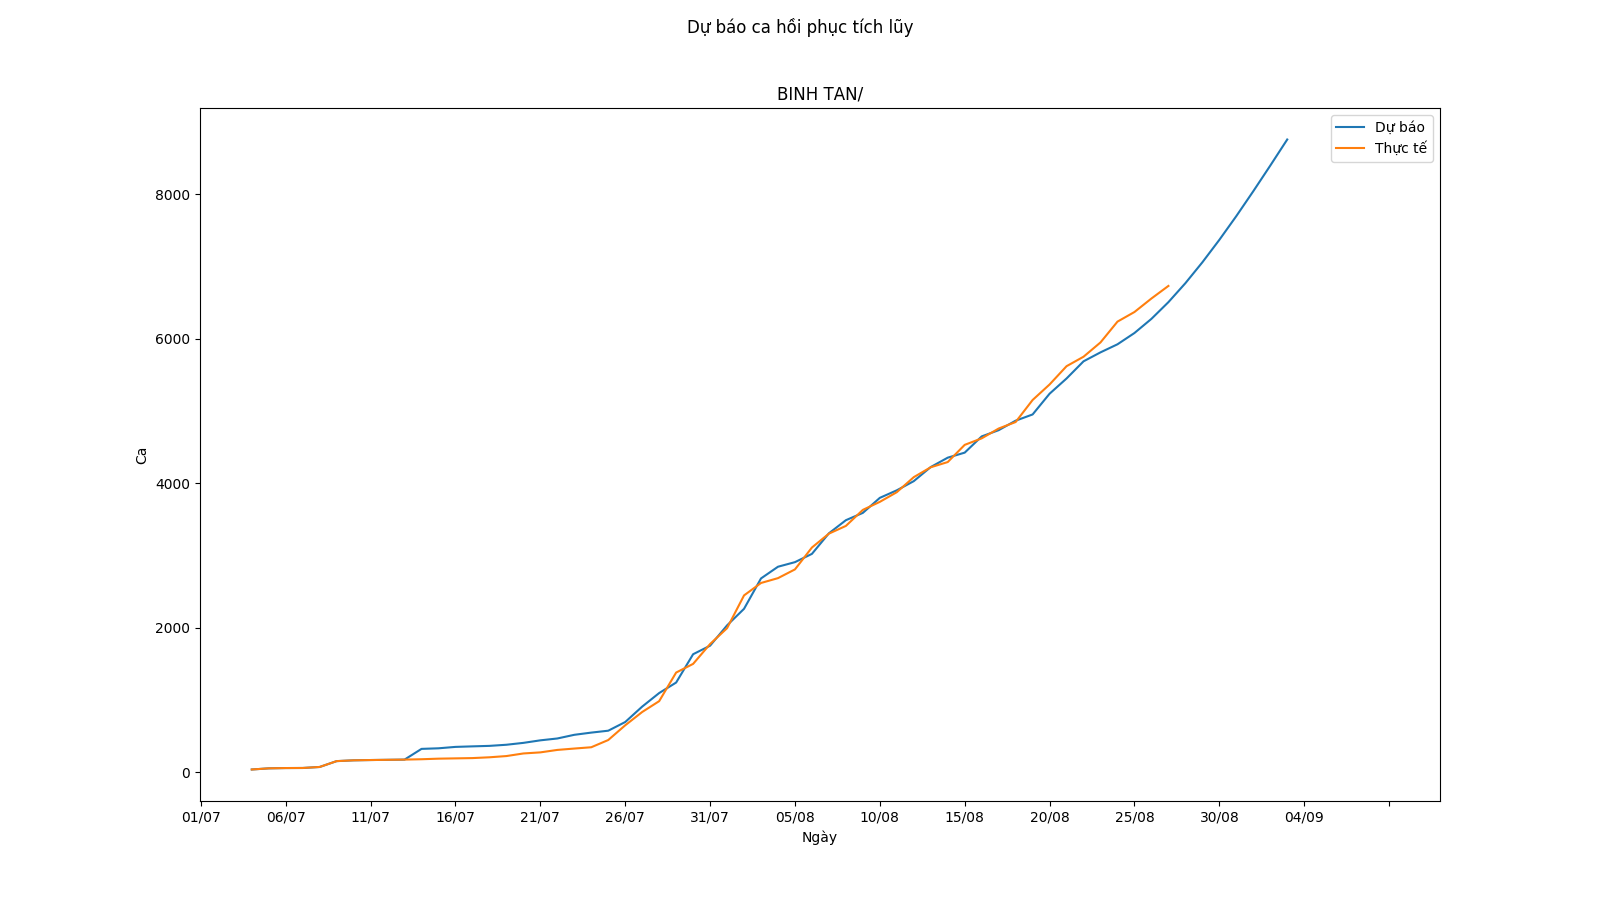 Dự báo ca hồi phục tích lũy
BINH TAN/
Dự báo
Thực tế
8000
6000
4000
2000
0
Ca
01/07 06/07 11/07 16/07 21/07 26/07 31/07 05/08 10/08 15/08 20/08 25/08 30/08 04/09
Ngày